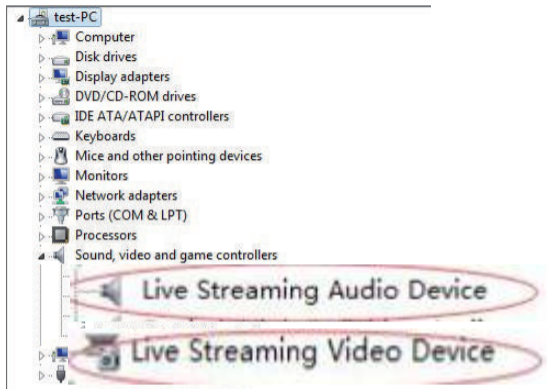 test-PC
Computer
Disk drives
Display adapters
DVD/CD-ROM drives
IDE ATA/ATAPI controllers
Keyboards
Mice and other pointing devices
Monitors
Network adapters
Ports (COM & LPT)
Processors
Sound, video and game controllers
Live Streaming Audio Device
Live Streaming Video Device